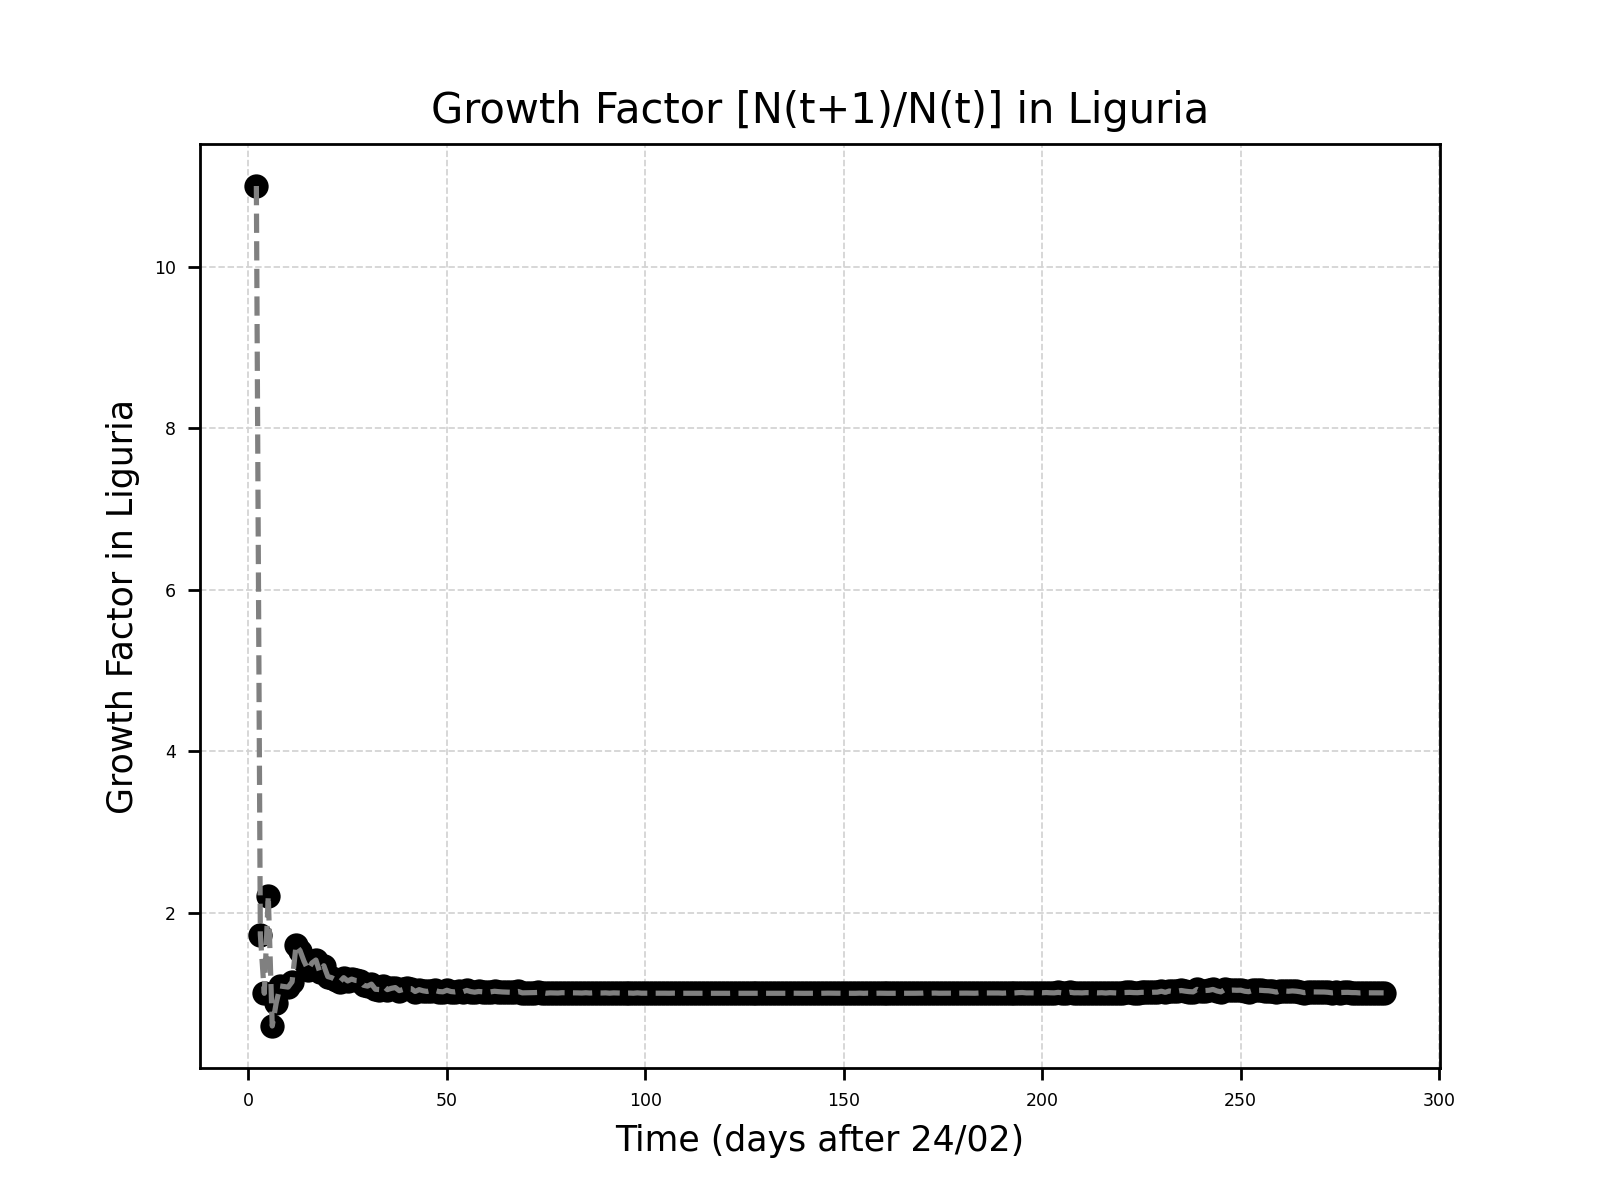 Growth Factor [N(t+1)/N(t)] in Liguria
Growth Factor in Liguria
10
8
6
4
2
0 50 100 150 200 250 300
Time (days after 24/02)